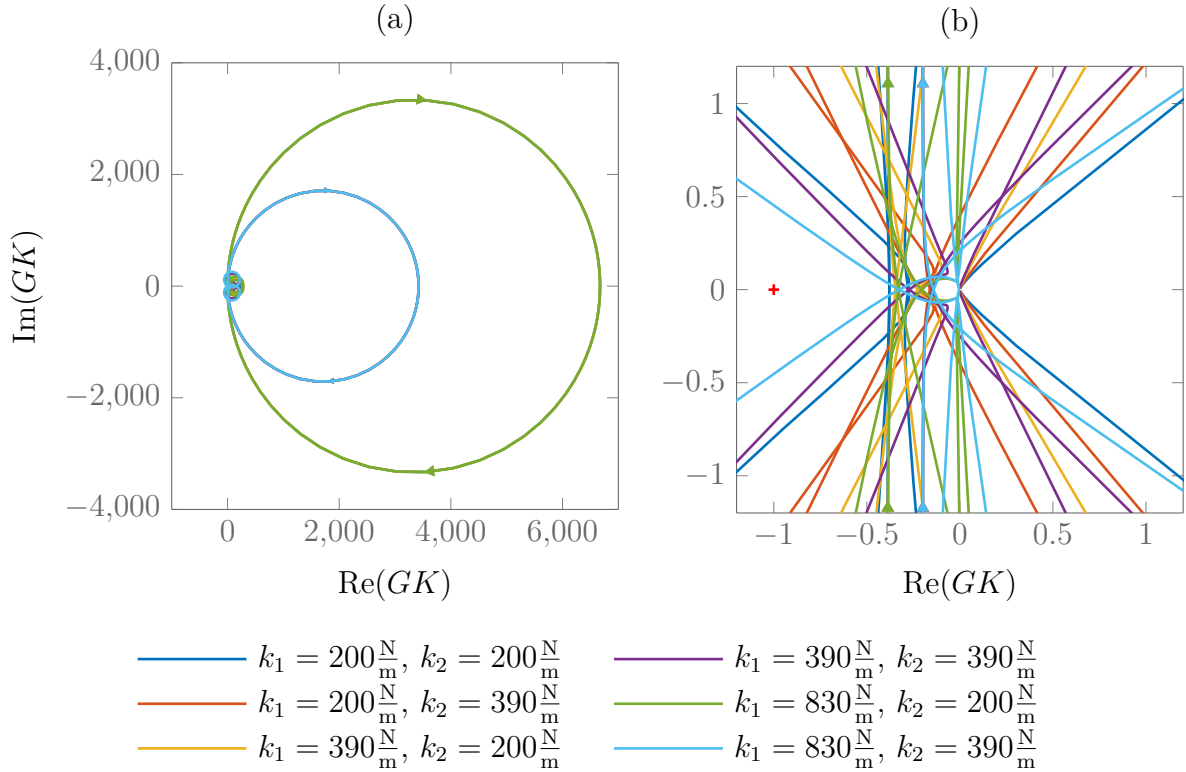 (a)
(b)
4,000
2,000
0
−2,000
−4,000
Im(GK)
0 2,000 4,000 6,000
Re(GK)
1
0.5
0
−0.5
−1
−1 −0.5 0 0.5 1
Re(GK)
k₁ = 200 N/m, k₂ = 200 N/m
k₁ = 200 N/m, k₂ = 390 N/m
k₁ = 390 N/m, k₂ = 200 N/m
k₁ = 390 N/m, k₂ = 390 N/m
k₁ = 830 N/m, k₂ = 200 N/m
k₁ = 830 N/m, k₂ = 390 N/m